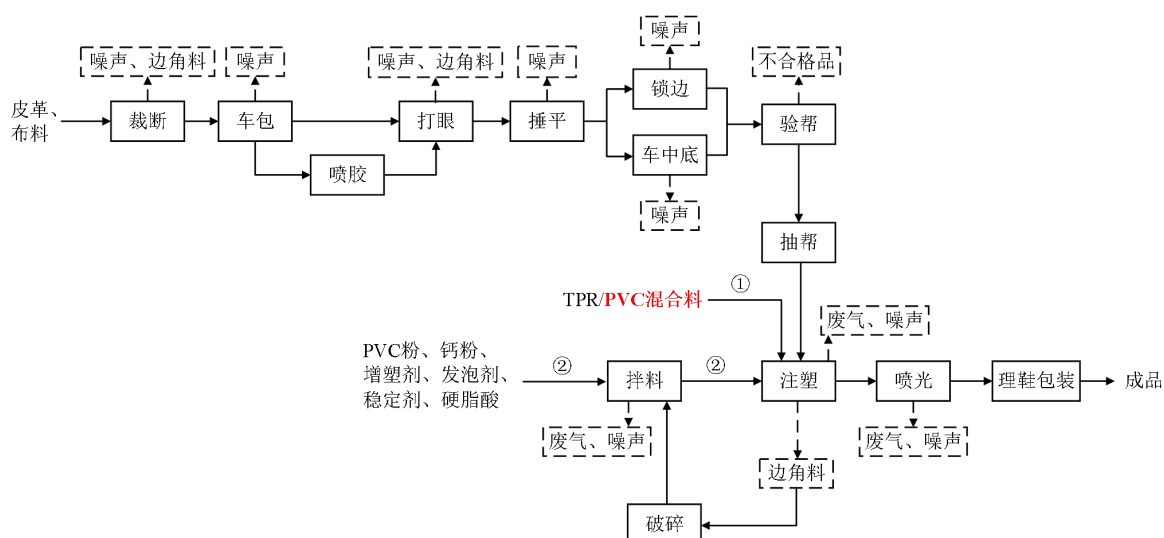 噪声
噪声、边角料
噪声
噪声、边角料
噪声
不合格品
锁边
皮革、
布料
裁断
车包
打眼
捶平
验帮
车中底
喷胶
噪声
抽帮
①
TPR/PVC混合料
废气、噪声
PVC粉、钙粉、
增塑剂、发泡剂、
稳定剂、硬脂酸
②
拌料
②
注塑
喷光
理鞋包装
成品
废气、噪声
废气、噪声
边角料
破碎